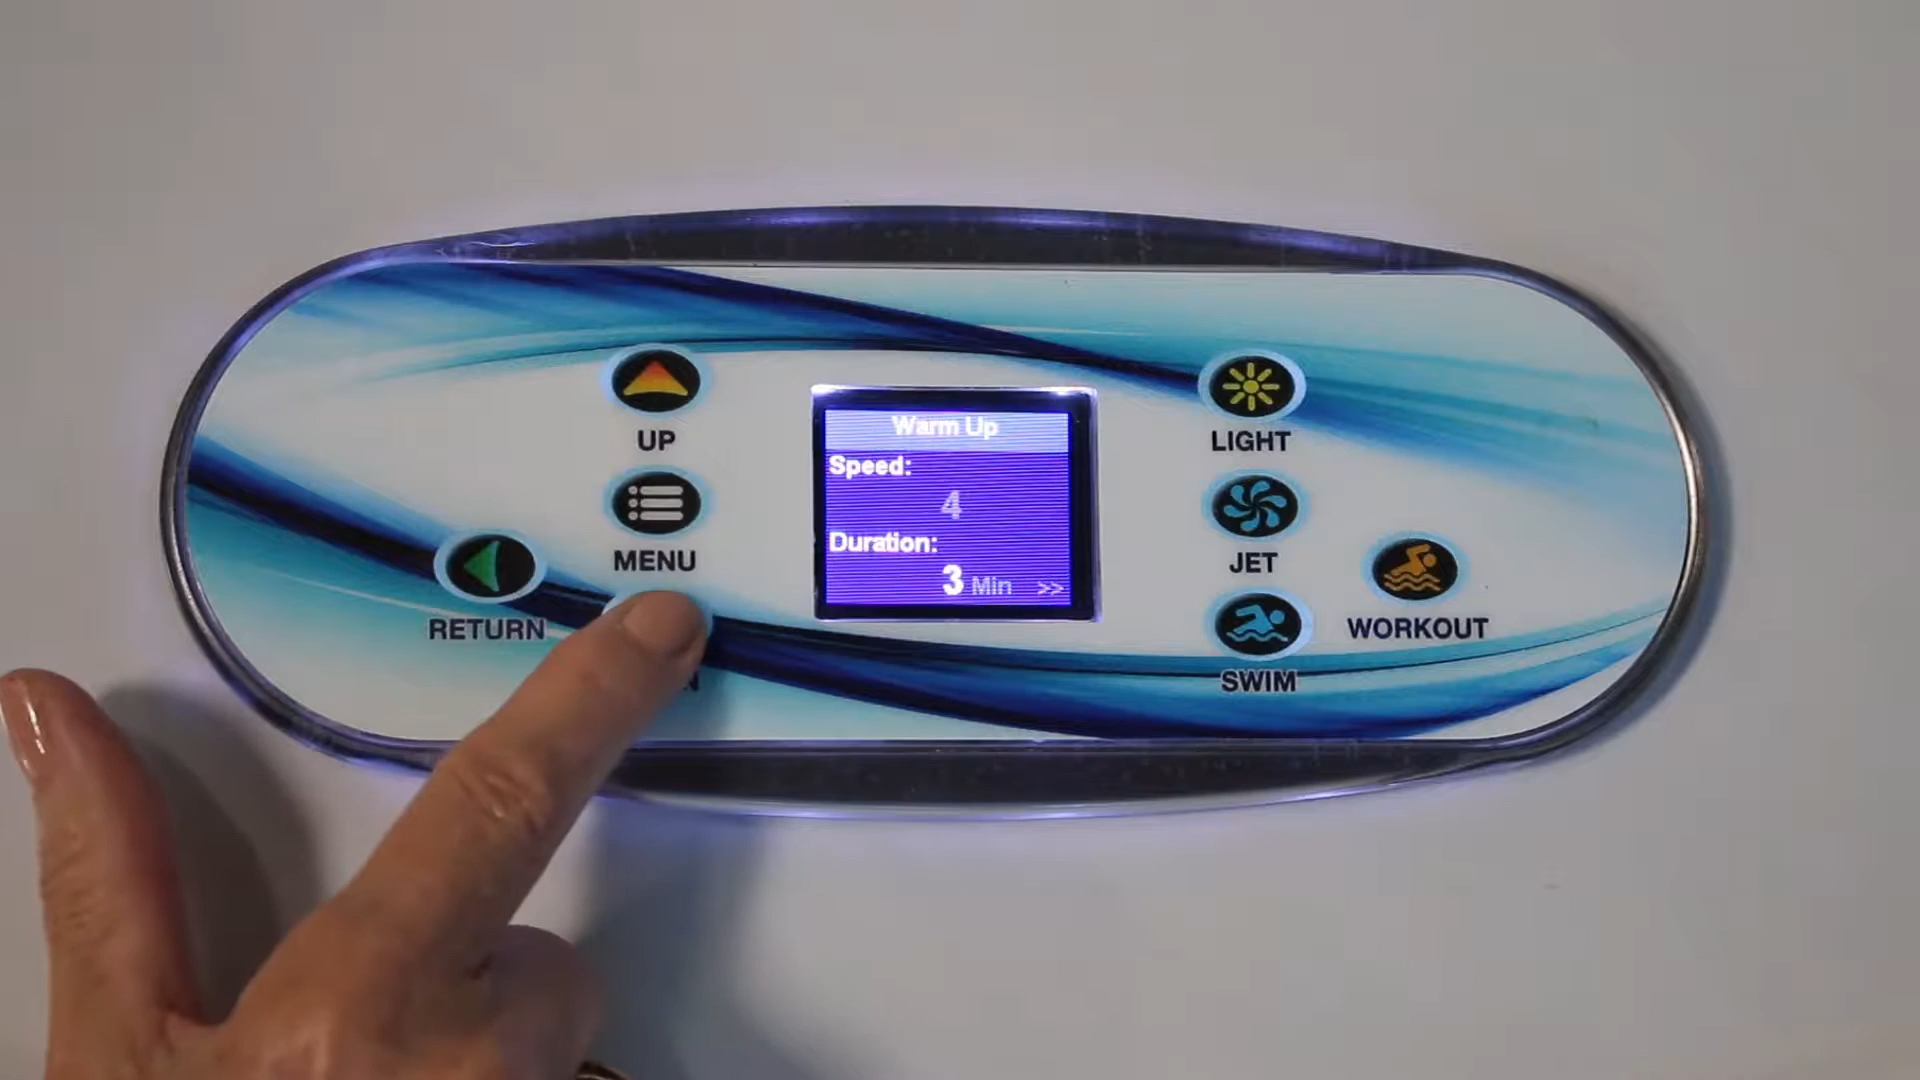 UP
MENU
RETURN
Warm Up
Speed:
4
Duration:
3 Min >>
LIGHT
JET
WORKOUT
SWIM